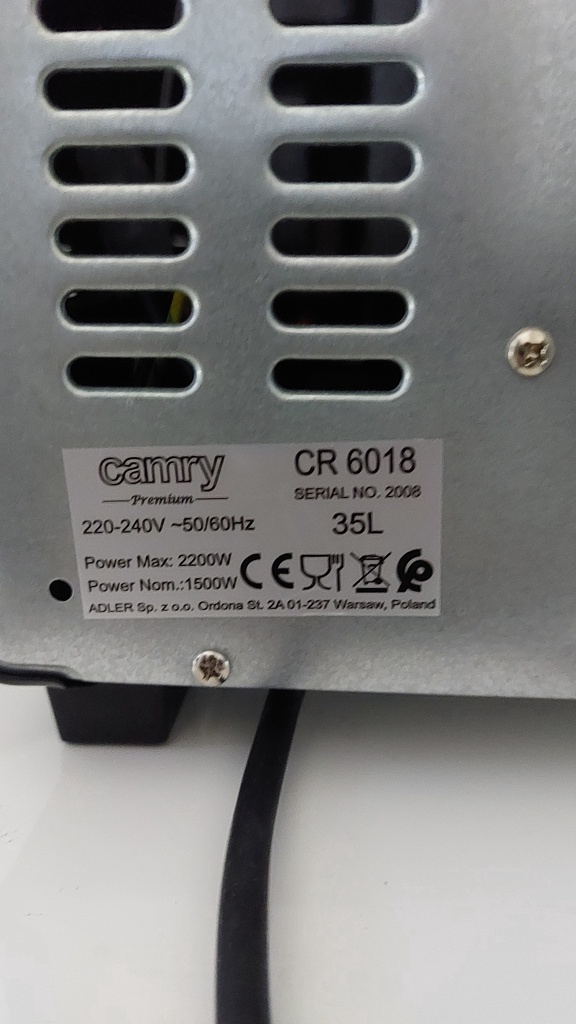 camry
Premium
CR 6018
SERIAL NO. 2008
220-240V ~50/60Hz
35L
Power Max: 2200W
Power Nom.:1500W
CE
ADLER Sp. z o.o. Ordona St. 2A 01-237 Warsaw, Poland